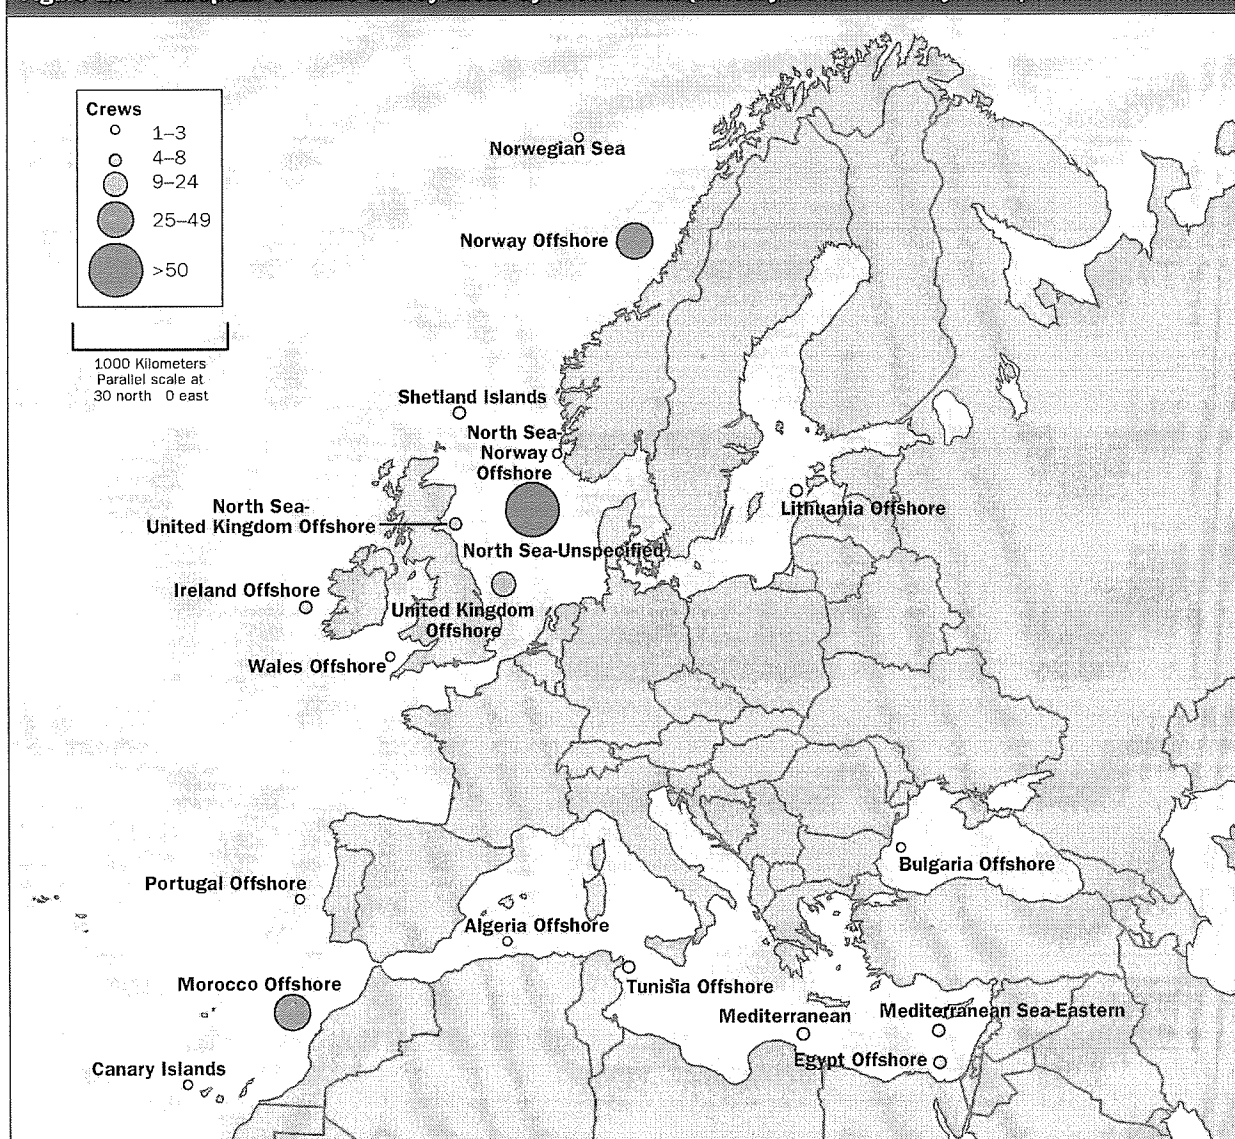 Crews
1–3
4–8
9–24
25–49
>50
1000 Kilometers
Parallel scale at
30 north 0 east
Norwegian Sea
Norway Offshore
Shetland Islands
North Sea-
Norway
Offshore
North Sea-
United Kingdom Offshore
Lithuania Offshore
North Sea-Unspecified
Ireland Offshore
United Kingdom
Offshore
Wales Offshore
Bulgaria Offshore
Portugal Offshore
Algeria Offshore
Morocco Offshore
Tunisia Offshore
Mediterranean
Mediterranean Sea-Eastern
Egypt Offshore
Canary Islands